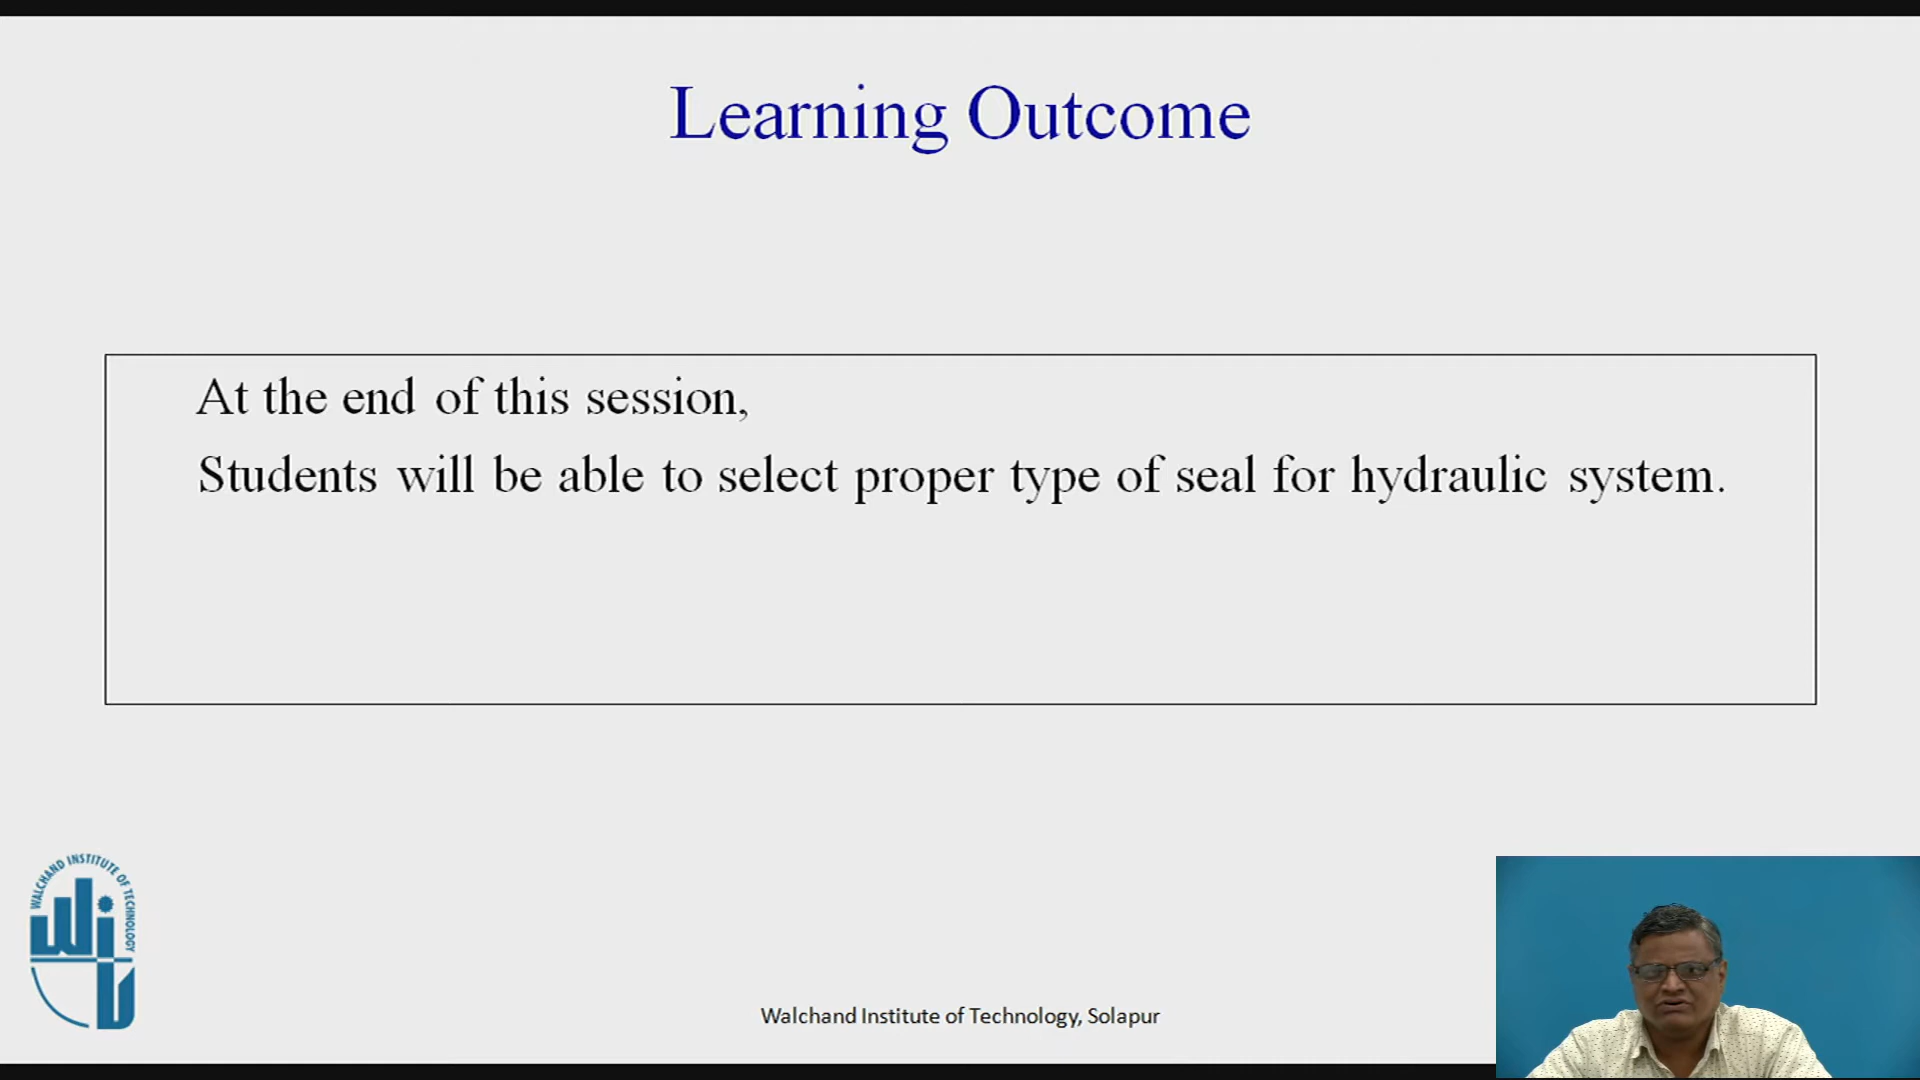 Learning Outcome
At the end of this session,
Students will be able to select proper type of seal for hydraulic system.
WALCHAND INSTITUTE OF TECHNOLOGY
wit
Walchand Institute of Technology, Solapur